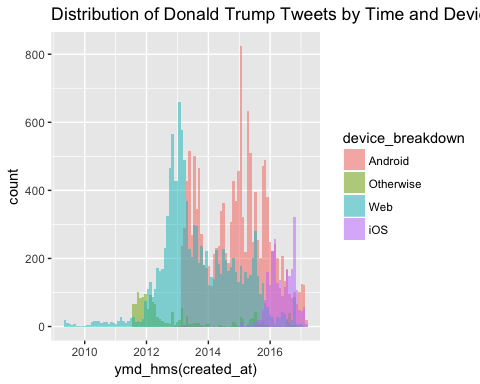 Distribution of Donald Trump Tweets by Time and Devi
800
600
400
200
0
count
2010 2012 2014 2016
ymd_hms(created_at)
device_breakdown
Android
Otherwise
Web
iOS